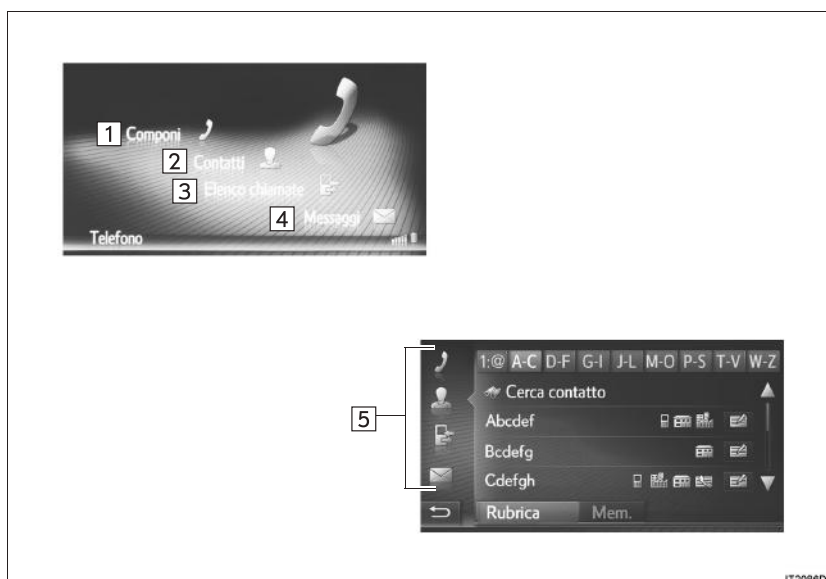 1 Componi
2 Contatti
3 Elenco chiamate
4 Messaggi
Telefono
5
1:@ A-C D-F G-I J-L M-O P-S T-V W-Z
Cerca contatto
Abcdef
Bcdefg
Cdefgh
Rubrica Mem.